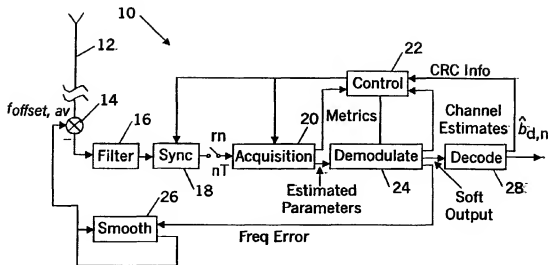 10
12
22
Control
CRC Info
f offset, av
14
20
Metrics
Channel
Estimates
b̂ d,n
16
rn
Filter
Sync
nT
Acquisition
Demodulate
Decode
18
Estimated
Parameters
24
Soft
Output
28
26
Smooth
Freq Error